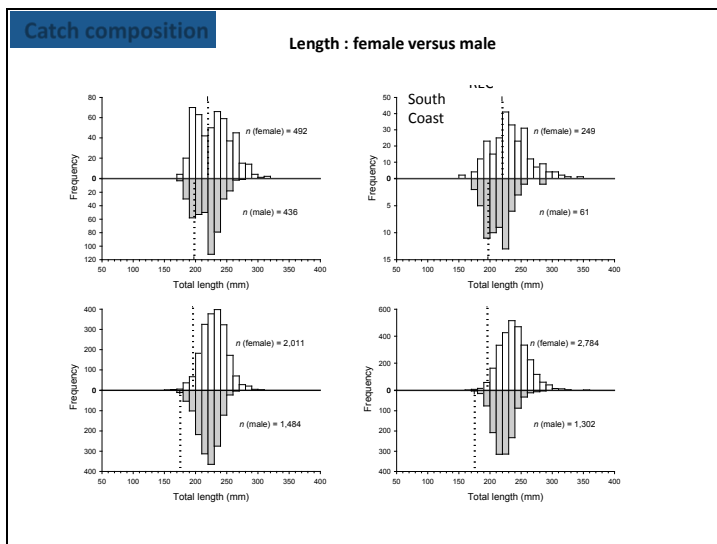 Catch composition
Length : female versus male
80
60
40
20
0
20
40
60
80
100
120
Frequency
n (female) = 492
n (male) = 436
50 100 150 200 250 300 350 400
Total length (mm)
South
Coast
50
40
30
20
10
0
5
10
15
Frequency
n (female) = 249
n (male) = 61
50 100 150 200 250 300 350 400
Total length (mm)
400
300
200
100
0
100
200
300
400
Frequency
n (female) = 2,011
n (male) = 1,484
50 100 150 200 250 300 350 400
Total length (mm)
600
400
200
0
100
200
300
400
Frequency
n (female) = 2,784
n (male) = 1,302
50 100 150 200 250 300 350 400
Total length (mm)